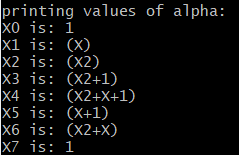 printing values of alpha:
X0 is: 1
X1 is: (X)
X2 is: (X2)
X3 is: (X2+1)
X4 is: (X2+X+1)
X5 is: (X+1)
X6 is: (X2+X)
X7 is: 1